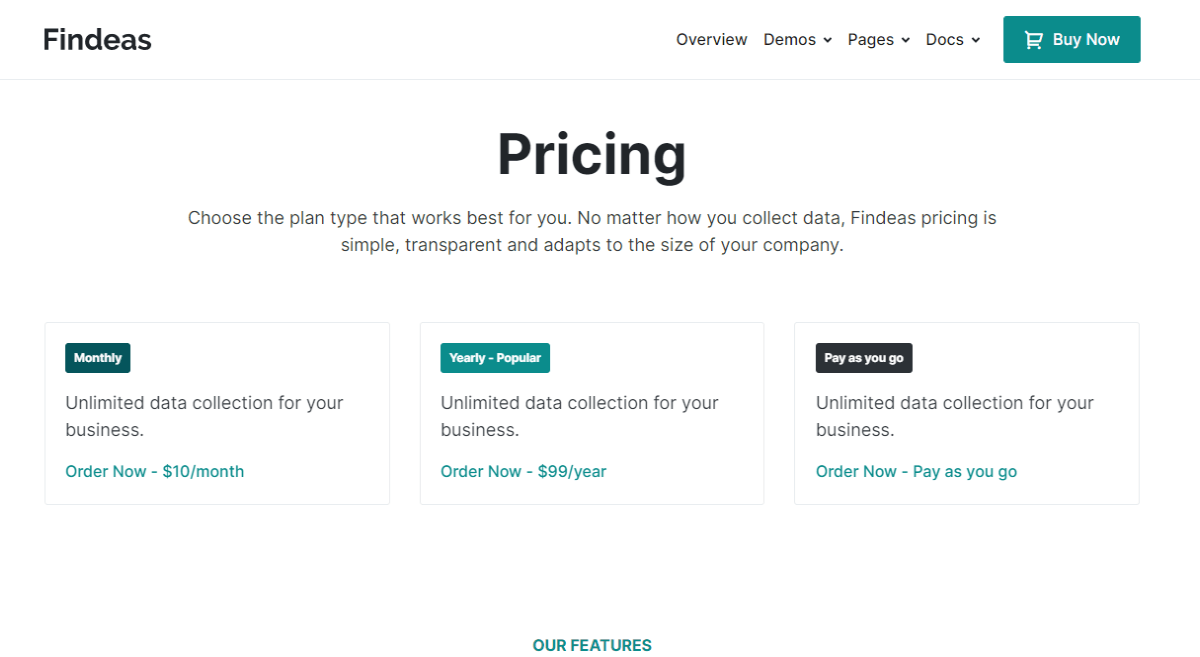 Findeas
Overview Demos Pages Docs Buy Now
Pricing
Choose the plan type that works best for you. No matter how you collect data, Findeas pricing is
simple, transparent and adapts to the size of your company.
Monthly
Unlimited data collection for your
business.
Order Now - $10/month
Yearly - Popular
Unlimited data collection for your
business.
Order Now - $99/year
Pay as you go
Unlimited data collection for your
business.
Order Now - Pay as you go
OUR FEATURES